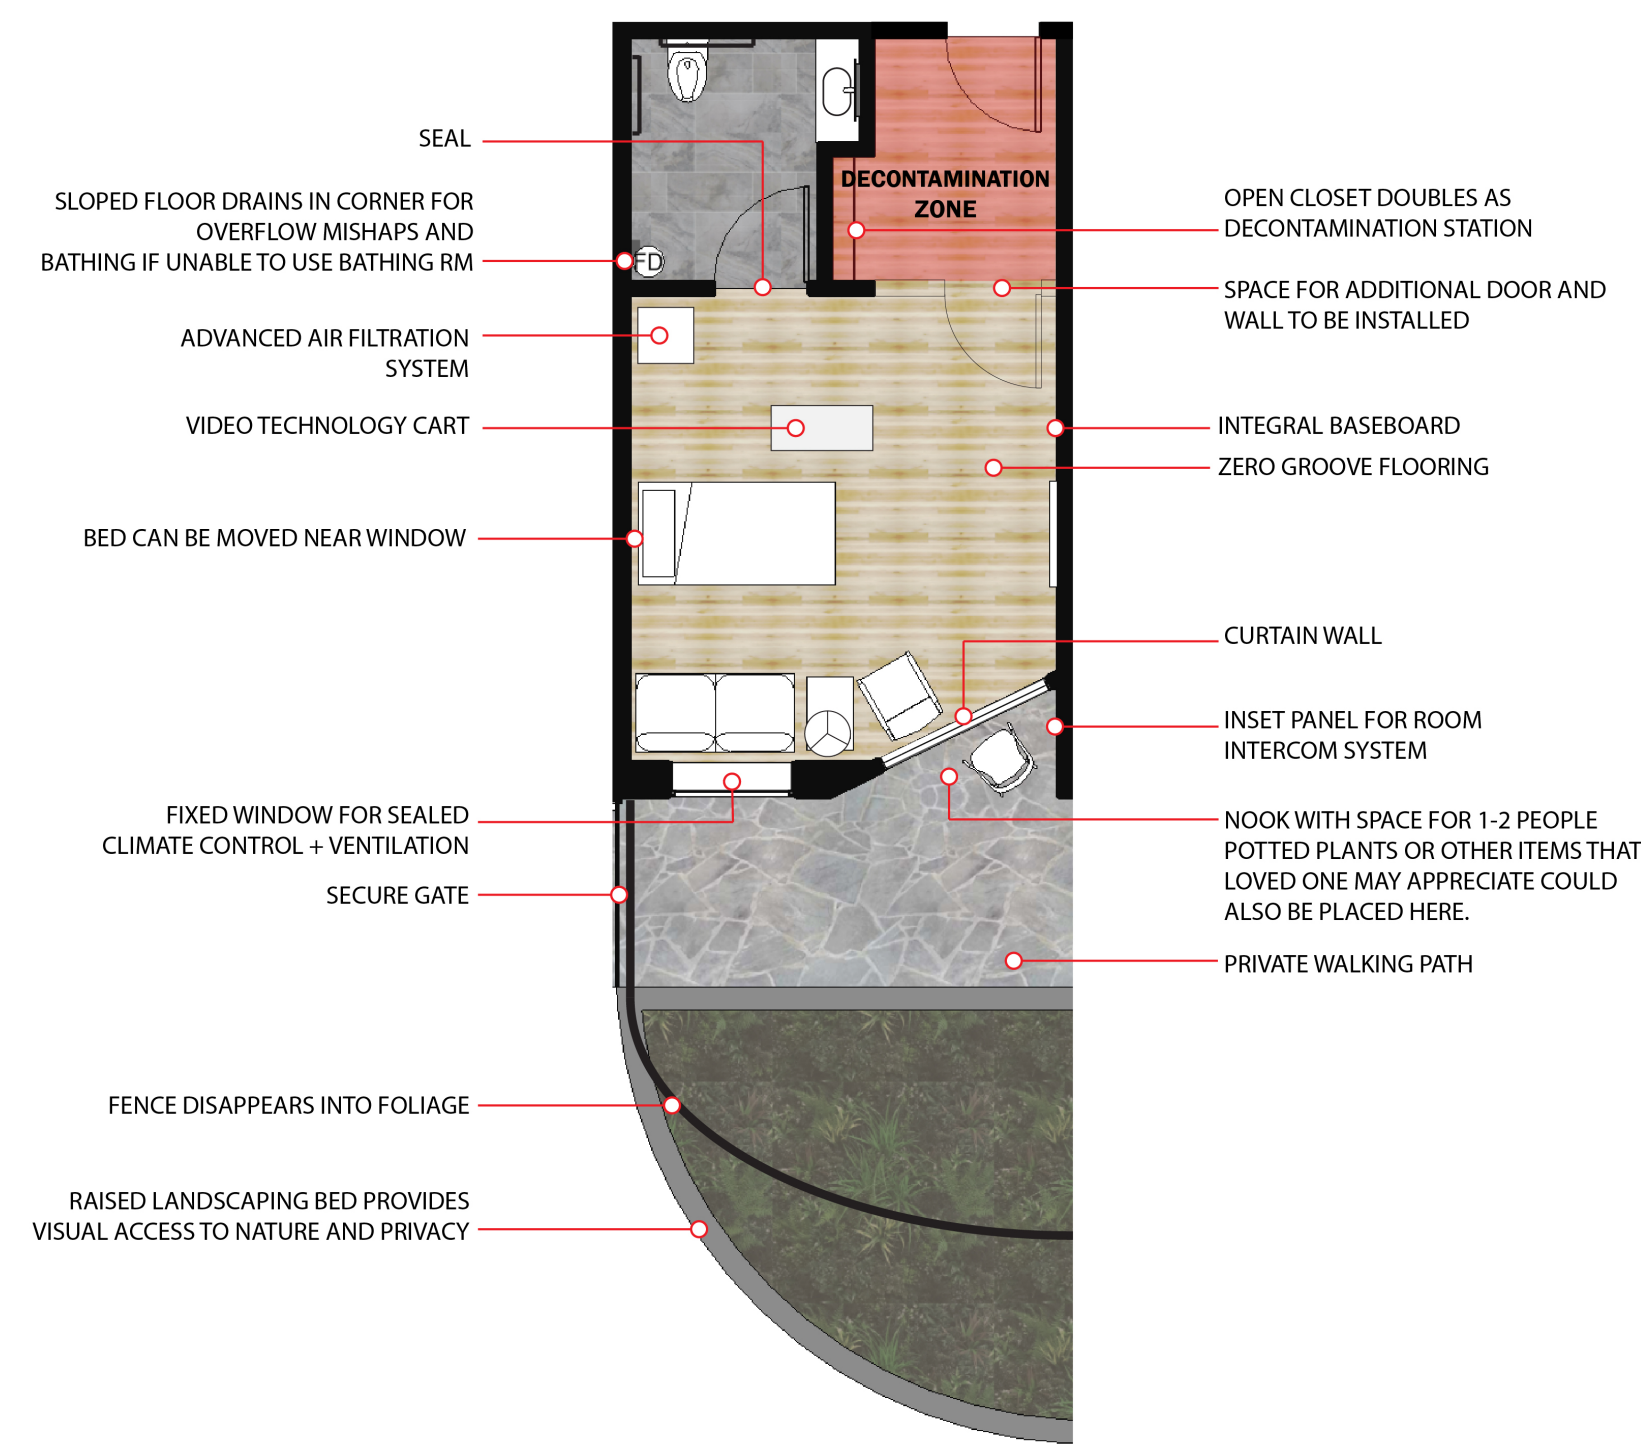 SEAL
SLOPED FLOOR DRAINS IN CORNER FOR
OVERFLOW MISHAPS AND
BATHING IF UNABLE TO USE BATHING RM
ADVANCED AIR FILTRATION
SYSTEM
VIDEO TECHNOLOGY CART
BED CAN BE MOVED NEAR WINDOW
FIXED WINDOW FOR SEALED
CLIMATE CONTROL + VENTILATION
SECURE GATE
FENCE DISAPPEARS INTO FOLIAGE
RAISED LANDSCAPING BED PROVIDES
VISUAL ACCESS TO NATURE AND PRIVACY
DECONTAMINATION
ZONE
FD
OPEN CLOSET DOUBLES AS
DECONTAMINATION STATION
SPACE FOR ADDITIONAL DOOR AND
WALL TO BE INSTALLED
INTEGRAL BASEBOARD
ZERO GROOVE FLOORING
CURTAIN WALL
INSET PANEL FOR ROOM
INTERCOM SYSTEM
NOOK WITH SPACE FOR 1-2 PEOPLE
POTTED PLANTS OR OTHER ITEMS THAT
LOVED ONE MAY APPRECIATE COULD
ALSO BE PLACED HERE.
PRIVATE WALKING PATH